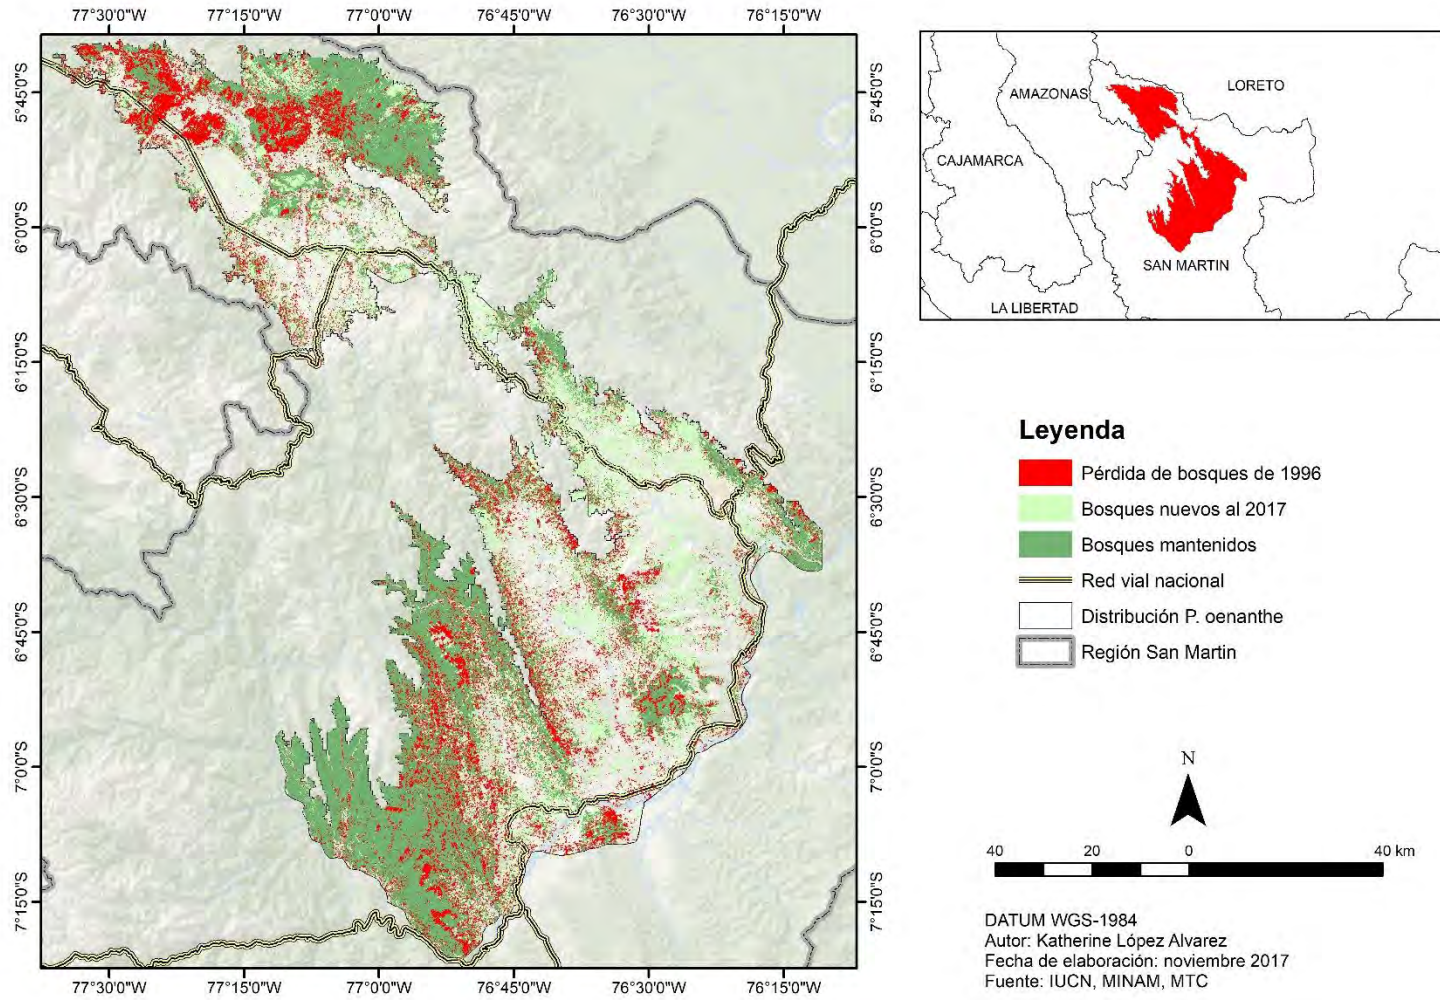 77°30'0"W 77°15'0"W 77°0'0"W 76°45'0"W 76°30'0"W 76°15'0"W
5°45'0"S
6°0'0"S
6°15'0"S
6°30'0"S
6°45'0"S
7°0'0"S
7°15'0"S
5°45'0"S
6°0'0"S
6°15'0"S
6°30'0"S
6°45'0"S
7°0'0"S
7°15'0"S
77°30'0"W 77°15'0"W 77°0'0"W 76°45'0"W 76°30'0"W 76°15'0"W
LORETO
AMAZONAS
CAJAMARCA
SAN MARTIN
LA LIBERTAD
Leyenda
Pérdida de bosques de 1996
Bosques nuevos al 2017
Bosques mantenidos
Red vial nacional
Distribución P. oenanthe
Región San Martin
N
40 20 0 40 km
DATUM WGS-1984
Autor: Katherine López Alvarez
Fecha de elaboración: noviembre 2017
Fuente: IUCN, MINAM, MTC